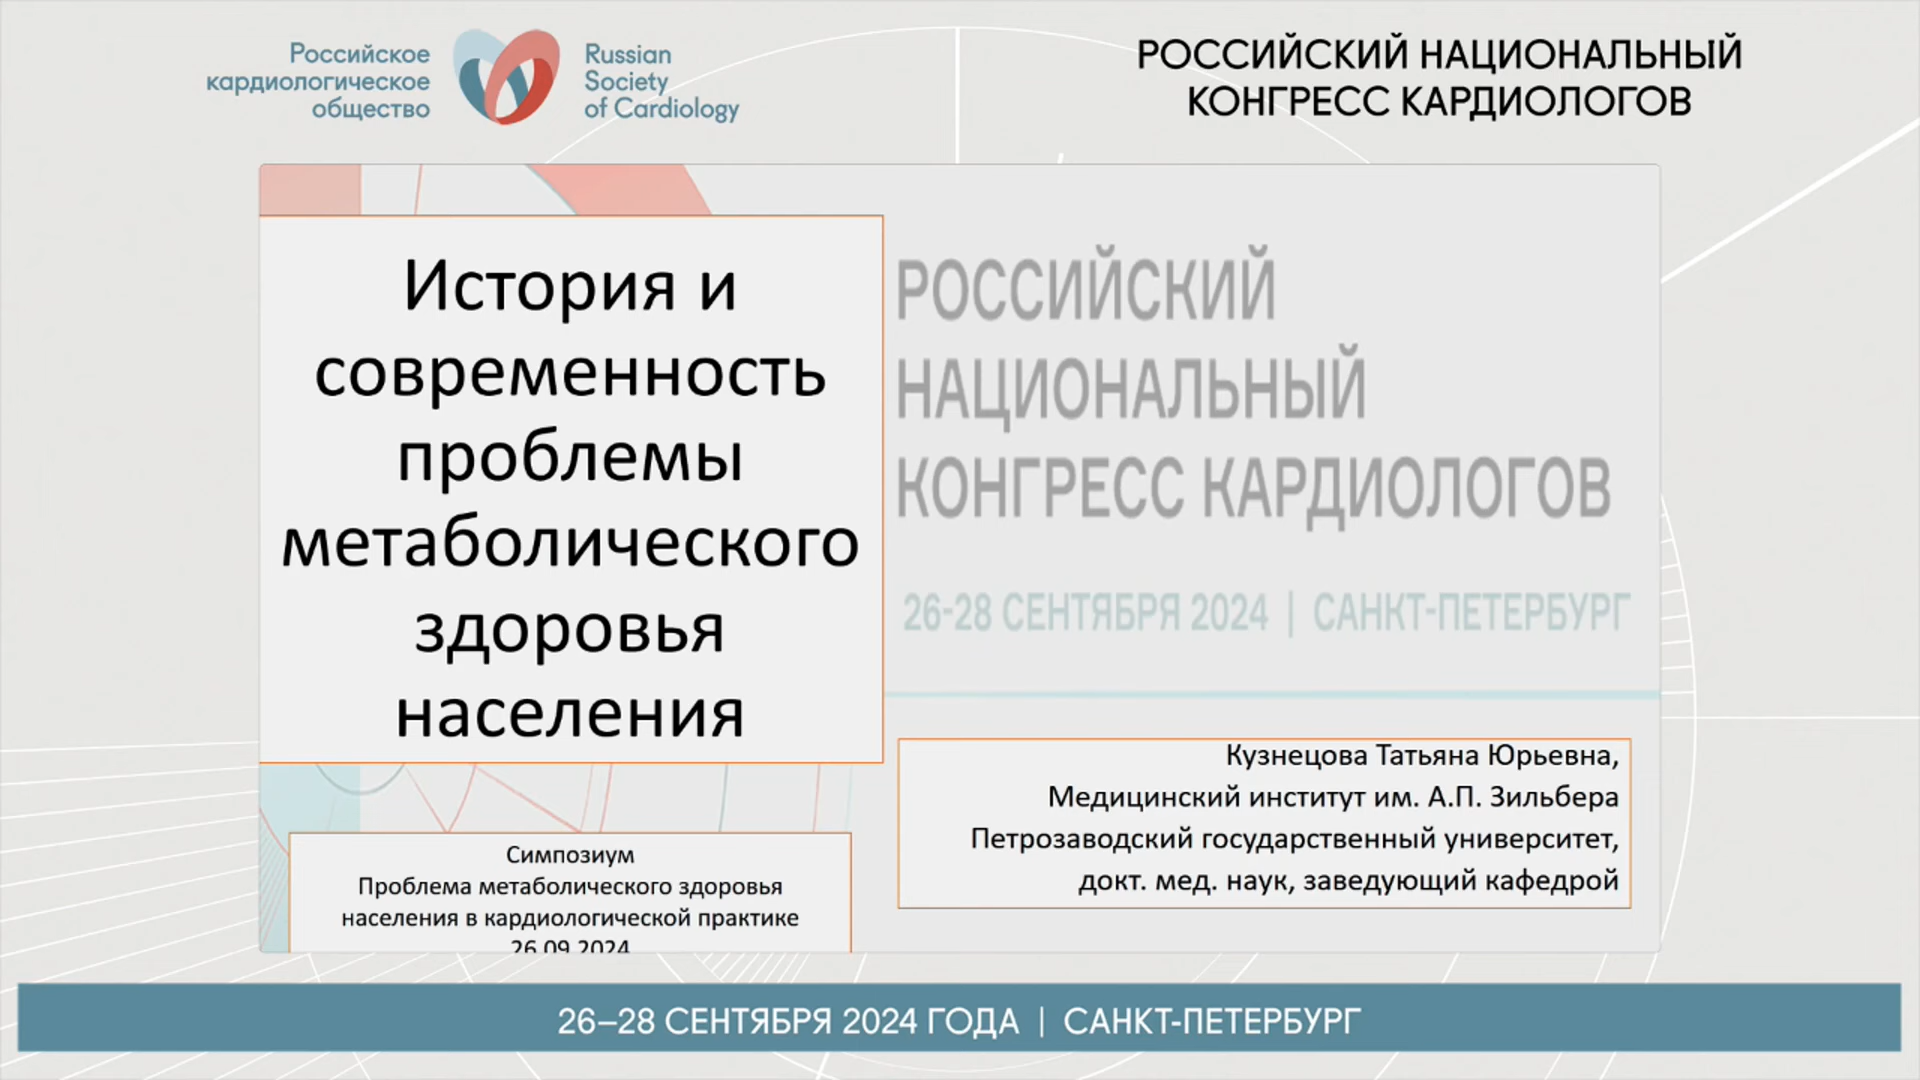 Российское
кардиологическое
общество
Russian
Society
of Cardiology
РОССИЙСКИЙ НАЦИОНАЛЬНЫЙ
КОНГРЕСС КАРДИОЛОГОВ
История и
современность
проблемы
метаболического
здоровья
населения
РОССИЙСКИЙ
НАЦИОНАЛЬНЫЙ
КОНГРЕСС КАРДИОЛОГОВ
26-28 СЕНТЯБРЯ 2024 | САНКТ-ПЕТЕРБУРГ
Кузнецова Татьяна Юрьевна,
Медицинский институт им. А.П. Зильбера
Петрозаводский государственный университет,
докт. мед. наук, заведующий кафедрой
Симпозиум
Проблема метаболического здоровья
населения в кардиологической практике
26.09.2024
26–28 СЕНТЯБРЯ 2024 ГОДА | САНКТ-ПЕТЕРБУРГ